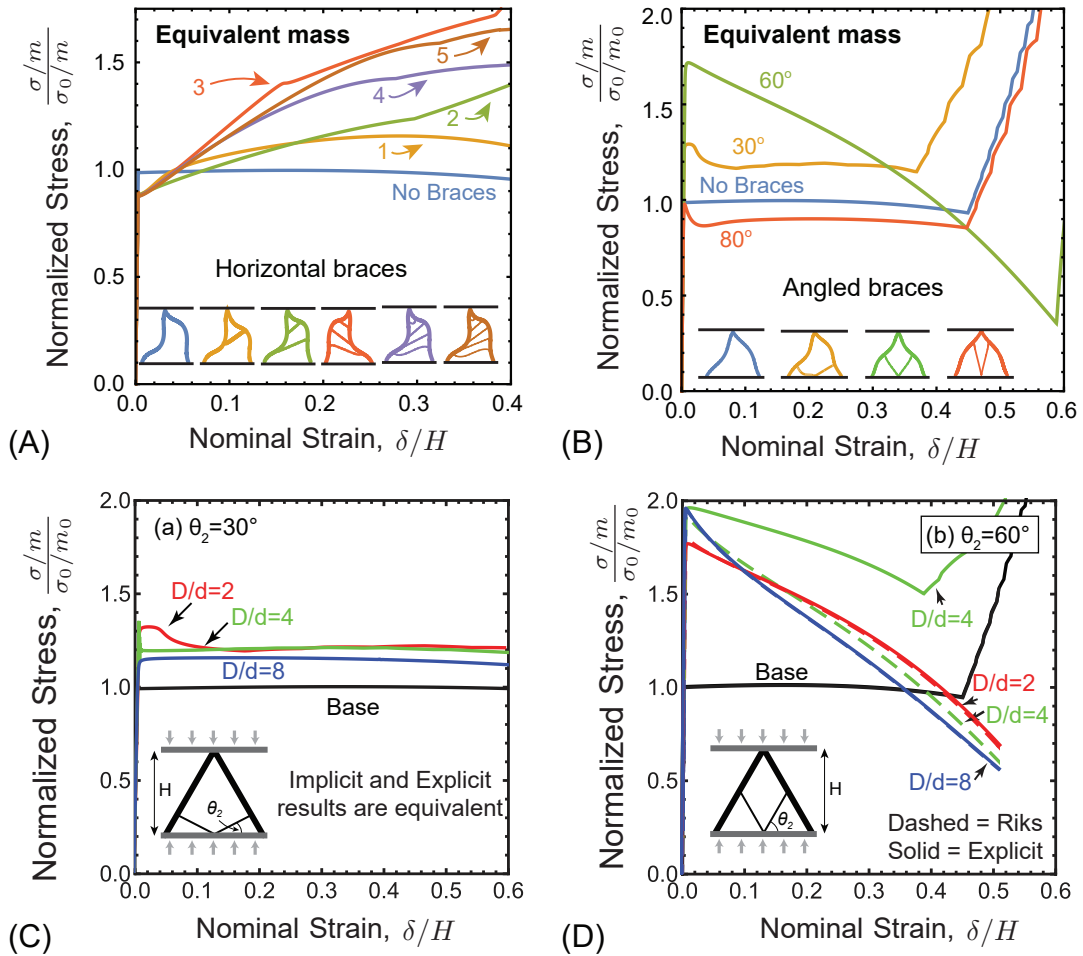 Equivalent mass
Normalized Stress, σ/m / σ₀/m
1.5
1.0
0.5
0.0
3
5
4
2
1
No Braces
Horizontal braces
0.0 0.1 0.2 0.3 0.4
Nominal Strain, δ/H
(A)
Equivalent mass
Normalized Stress, σ/m / σ₀/m₀
2.0
1.5
1.0
0.5
0.0
60°
30°
No Braces
80°
Angled braces
0.0 0.1 0.2 0.3 0.4 0.5 0.6
Nominal Strain, δ/H
(B)
(a) θ₂=30°
Normalized Stress, σ/m / σ₀/m₀
2.0
1.5
1.0
0.5
0.0
D/d=2
D/d=4
D/d=8
Base
H
θ₂
Implicit and Explicit
results are equivalent
0.0 0.1 0.2 0.3 0.4 0.5 0.6
Nominal Strain, δ/H
(C)
(b) θ₂=60°
Normalized Stress, σ/m / σ₀/m₀
2.0
1.5
1.0
0.5
0.0
D/d=4
Base
D/d=2
D/d=4
D/d=8
H
θ₂
Dashed = Riks
Solid = Explicit
0.0 0.1 0.2 0.3 0.4 0.5 0.6
Nominal Strain, δ/H
(D)